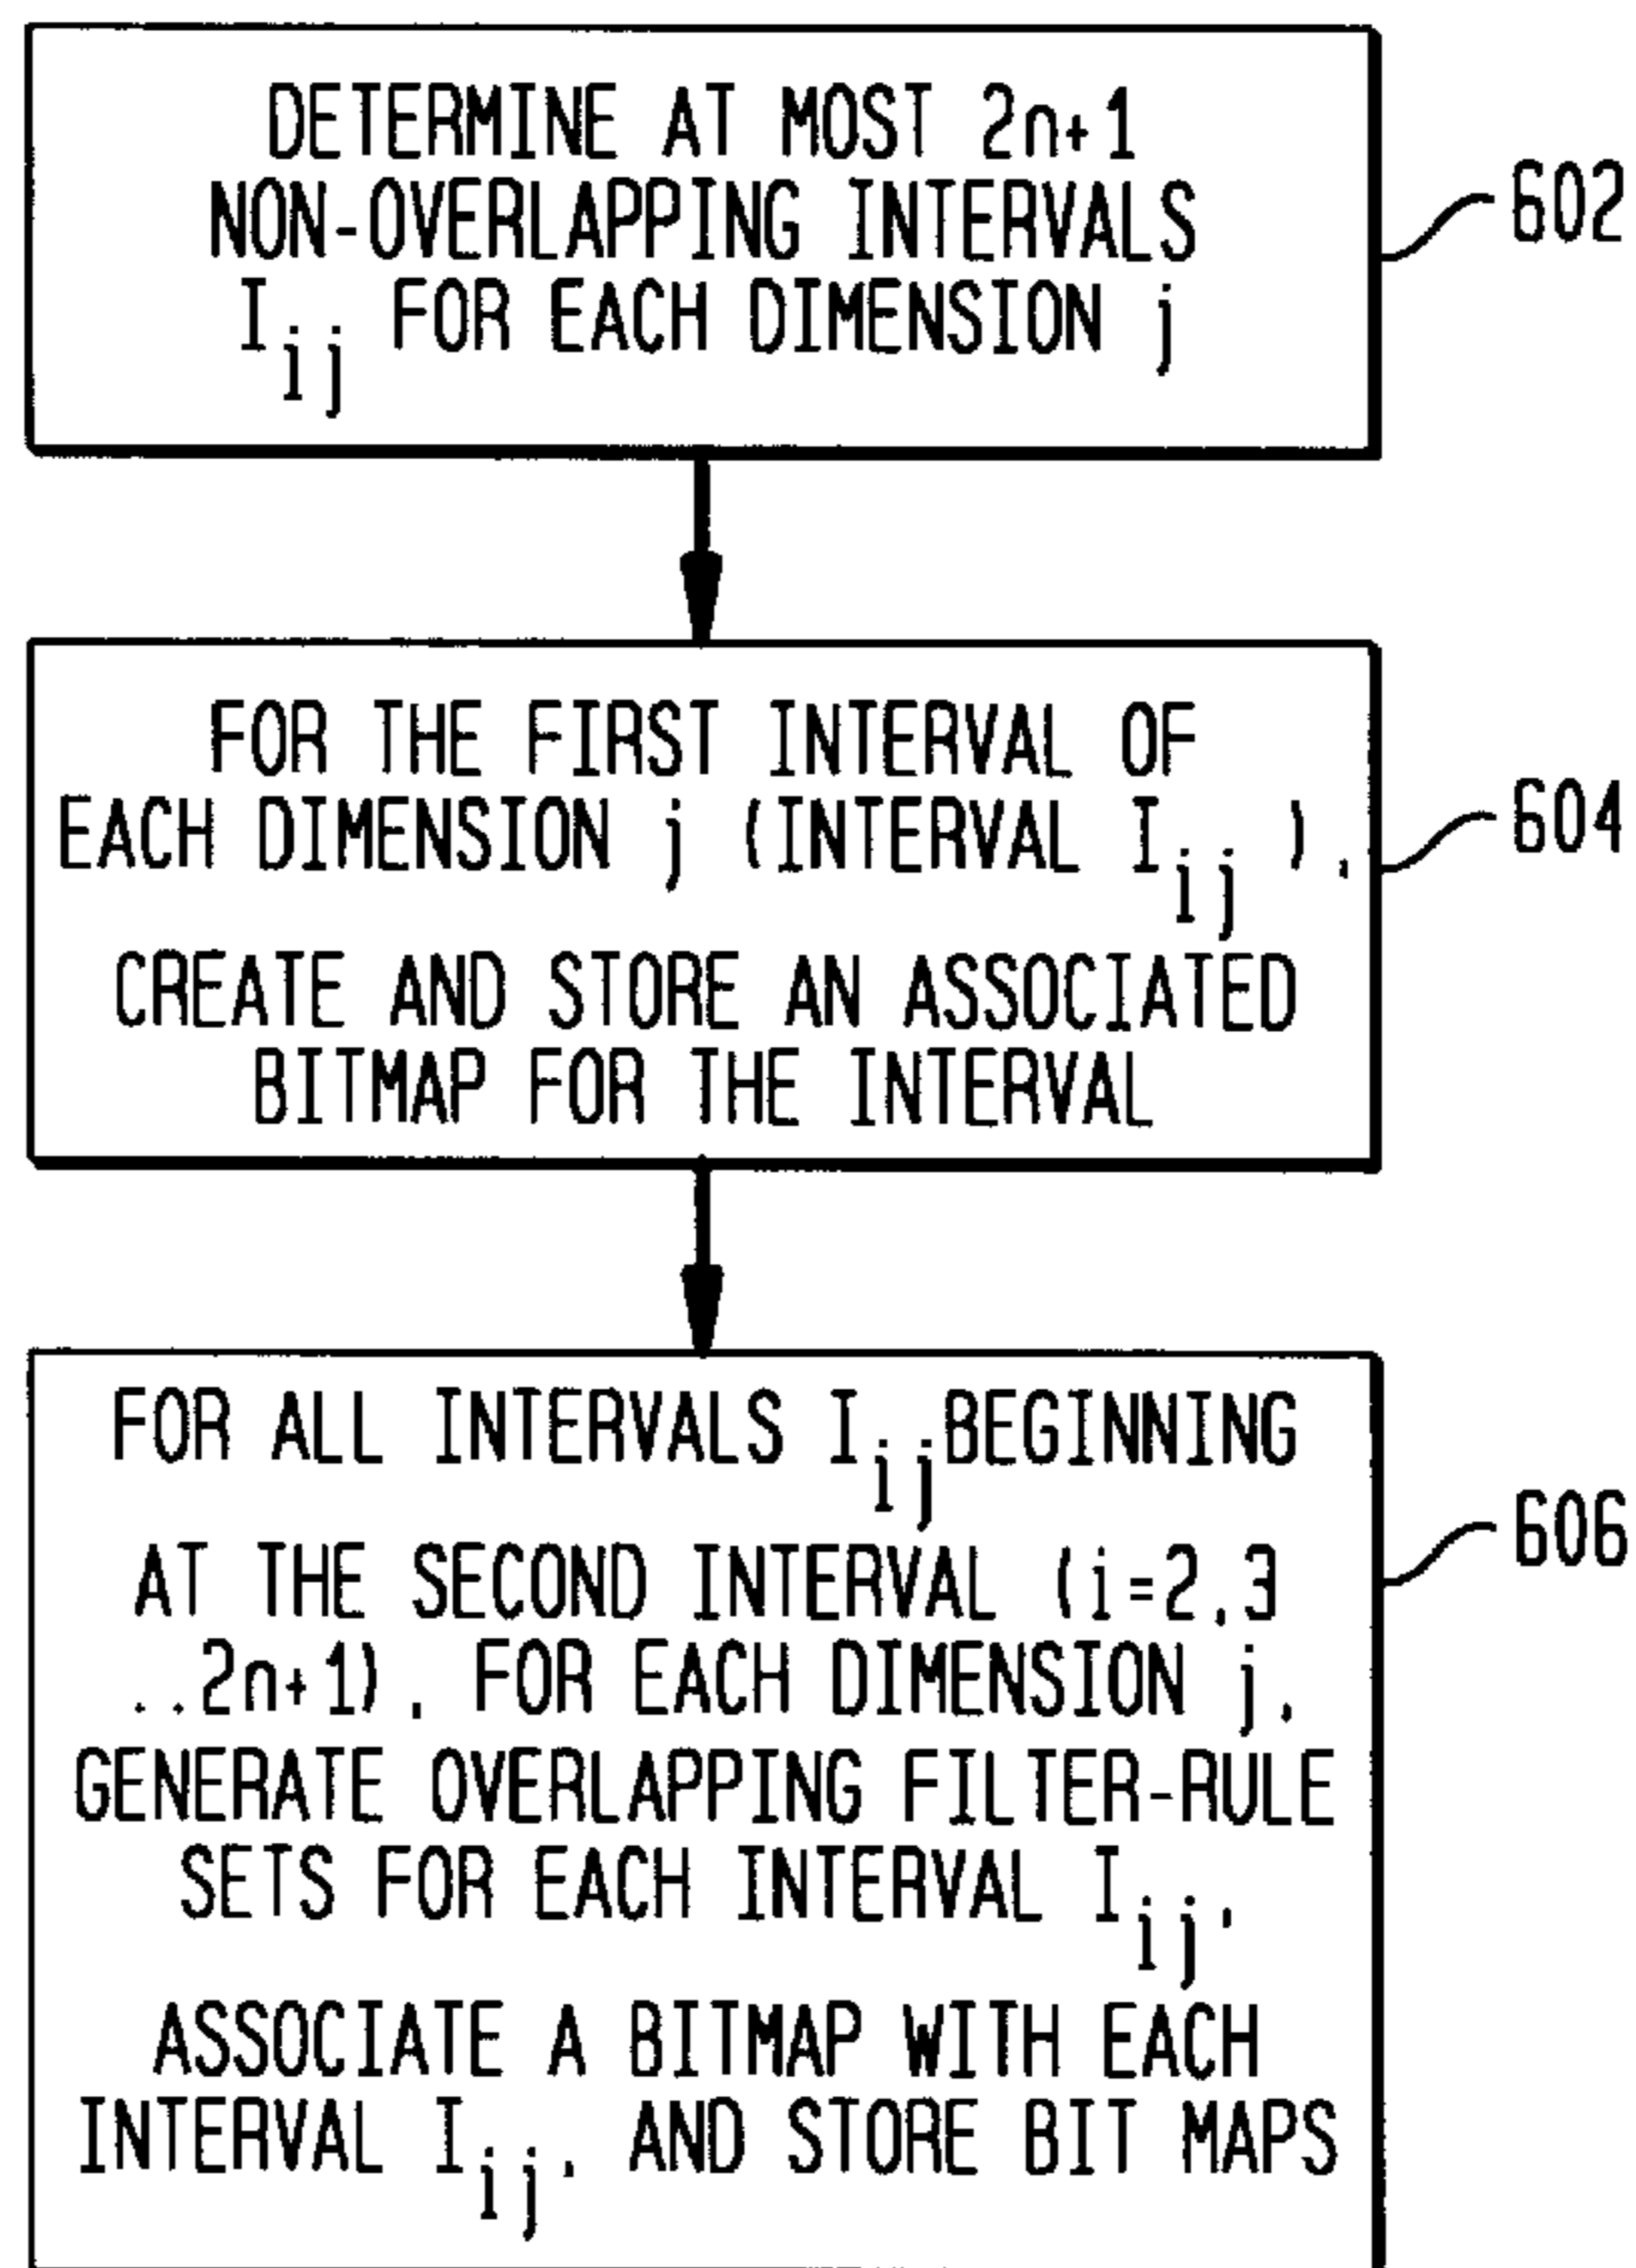 DETERMINE AT MOST 2n+1
NON-OVERLAPPING INTERVALS
Iij FOR EACH DIMENSION j
602
FOR THE FIRST INTERVAL OF
EACH DIMENSION j (INTERVAL Iij ),
604
CREATE AND STORE AN ASSOCIATED
BITMAP FOR THE INTERVAL
FOR ALL INTERVALS Iij BEGINNING
AT THE SECOND INTERVAL (i=2,3
606
..2n+1), FOR EACH DIMENSION j,
GENERATE OVERLAPPING FILTER-RULE
SETS FOR EACH INTERVAL Iij,
ASSOCIATE A BITMAP WITH EACH
INTERVAL Iij, AND STORE BIT MAPS